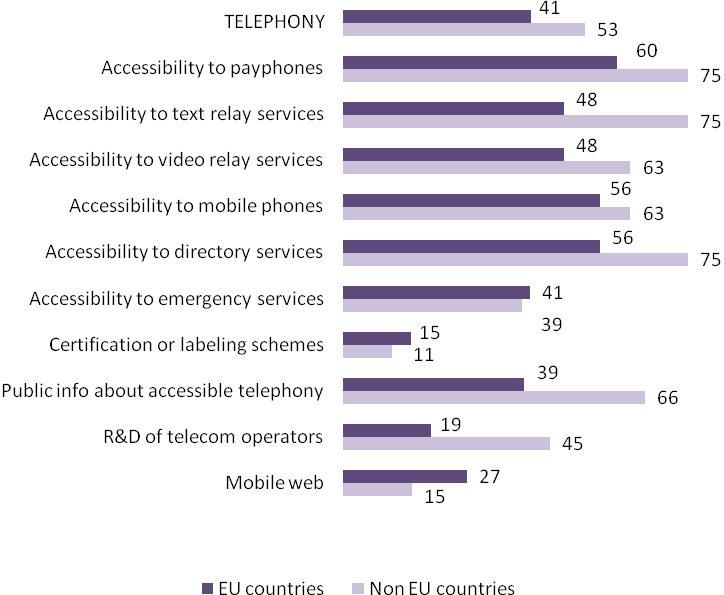 TELEPHONY 41
53
Accessibility to payphones 60
75
Accessibility to text relay services 48
75
Accessibility to video relay services 48
63
Accessibility to mobile phones 56
63
Accessibility to directory services 56
75
Accessibility to emergency services 41
39
Certification or labeling schemes 15
11
Public info about accessible telephony 39
66
R&D of telecom operators 19
45
Mobile web 27
15
EU countries Non EU countries